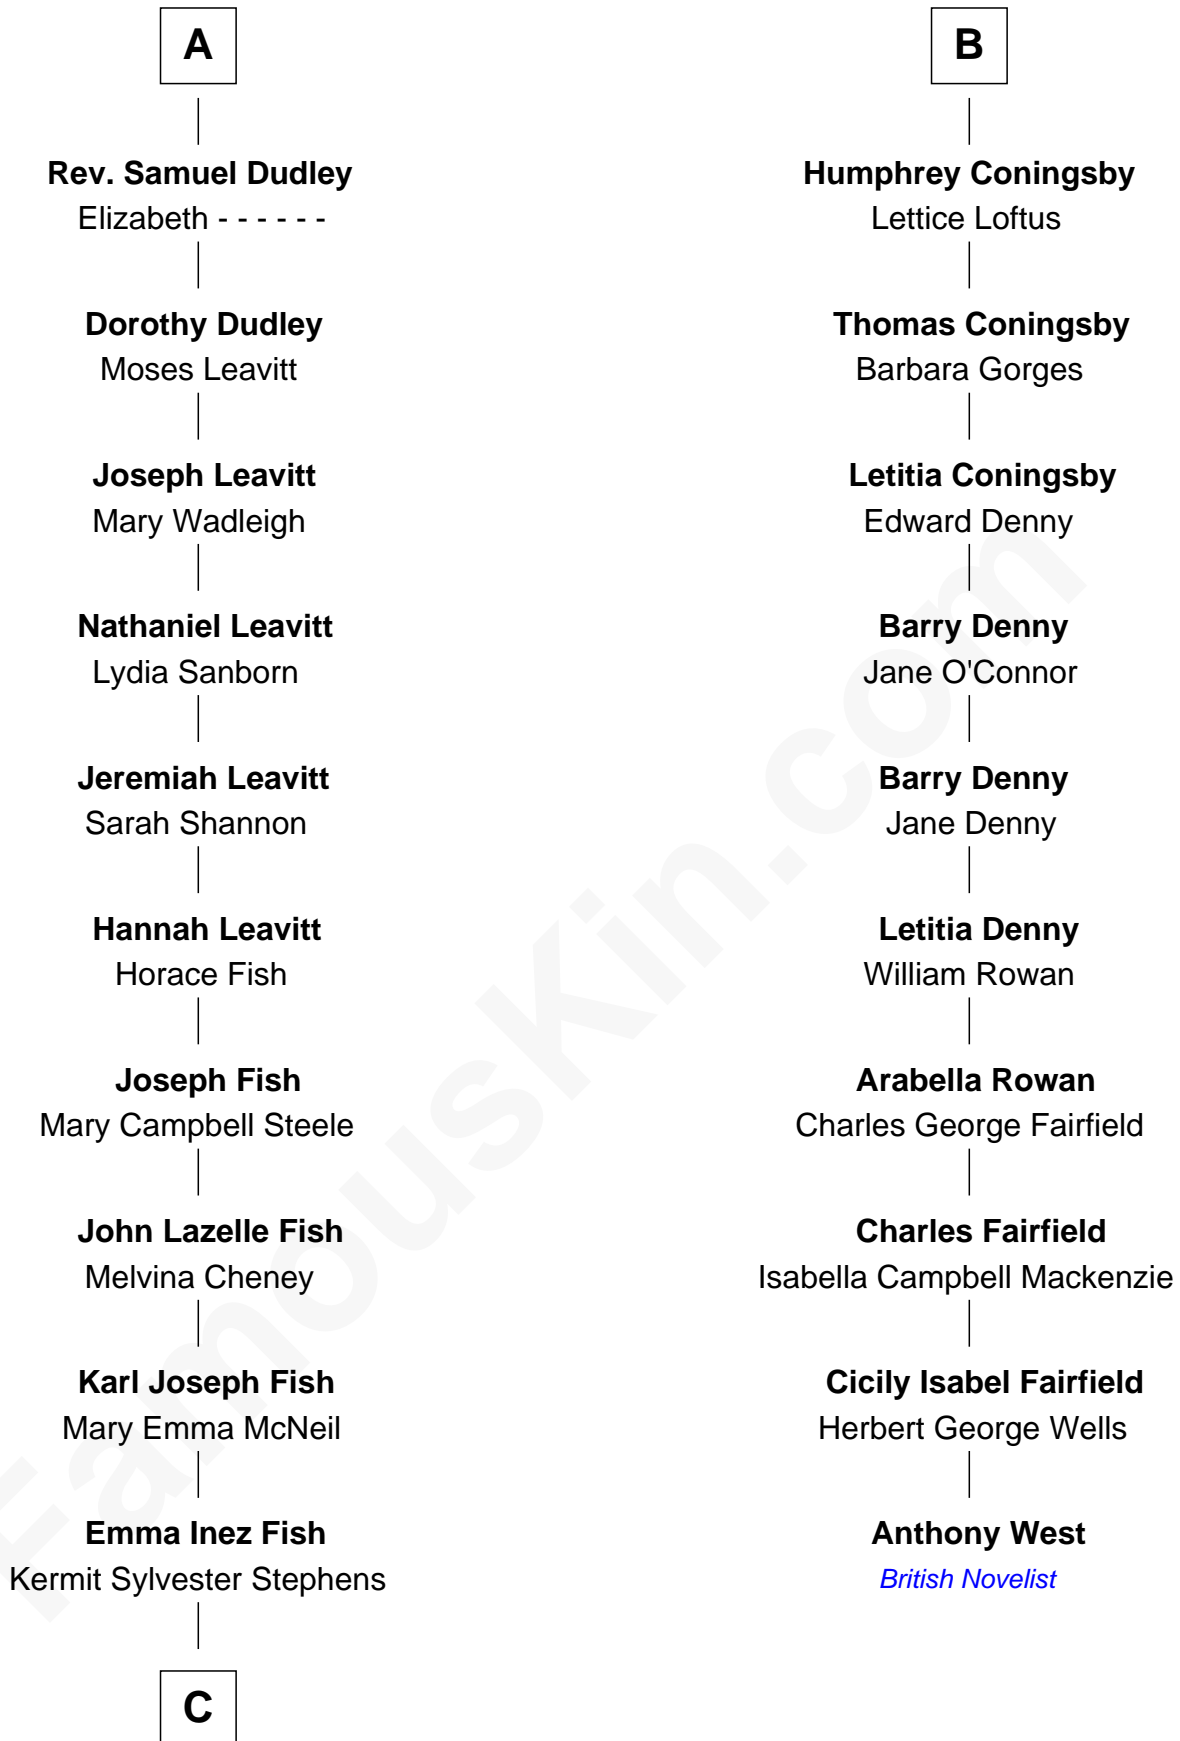 A
Rev. Samuel Dudley
Elizabeth - - - - - -
Dorothy Dudley
Moses Leavitt
Joseph Leavitt
Mary Wadleigh
Nathaniel Leavitt
Lydia Sanborn
Jeremiah Leavitt
Sarah Shannon
Hannah Leavitt
Horace Fish
Joseph Fish
Mary Campbell Steele
John Lazelle Fish
Melvina Cheney
Karl Joseph Fish
Mary Emma McNeil
Emma Inez Fish
Kermit Sylvester Stephens
C
B
Humphrey Coningsby
Lettice Loftus
Thomas Coningsby
Barbara Gorges
Letitia Coningsby
Edward Denny
Barry Denny
Jane O'Connor
Barry Denny
Jane Denny
Letitia Denny
William Rowan
Arabella Rowan
Charles George Fairfield
Charles Fairfield
Isabella Campbell Mackenzie
Cicily Isabel Fairfield
Herbert George Wells
Anthony West
British Novelist
FamousKin.com